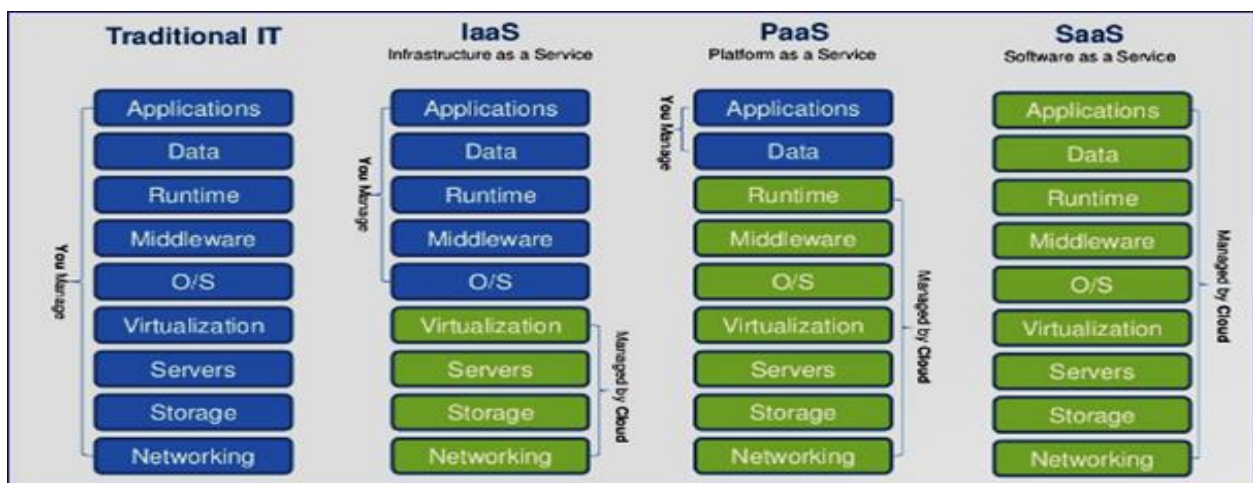 Traditional IT
Applications
Data
Runtime
Middleware
O/S
Virtualization
Servers
Storage
Networking
You Manage
IaaS
Infrastructure as a Service
Applications
Data
Runtime
Middleware
O/S
Virtualization
Servers
Storage
Networking
You Manage
Managed by Cloud
PaaS
Platform as a Service
Applications
Data
Runtime
Middleware
O/S
Virtualization
Servers
Storage
Networking
You Manage
Managed by Cloud
SaaS
Software as a Service
Applications
Data
Runtime
Middleware
O/S
Virtualization
Servers
Storage
Networking
Managed by Cloud